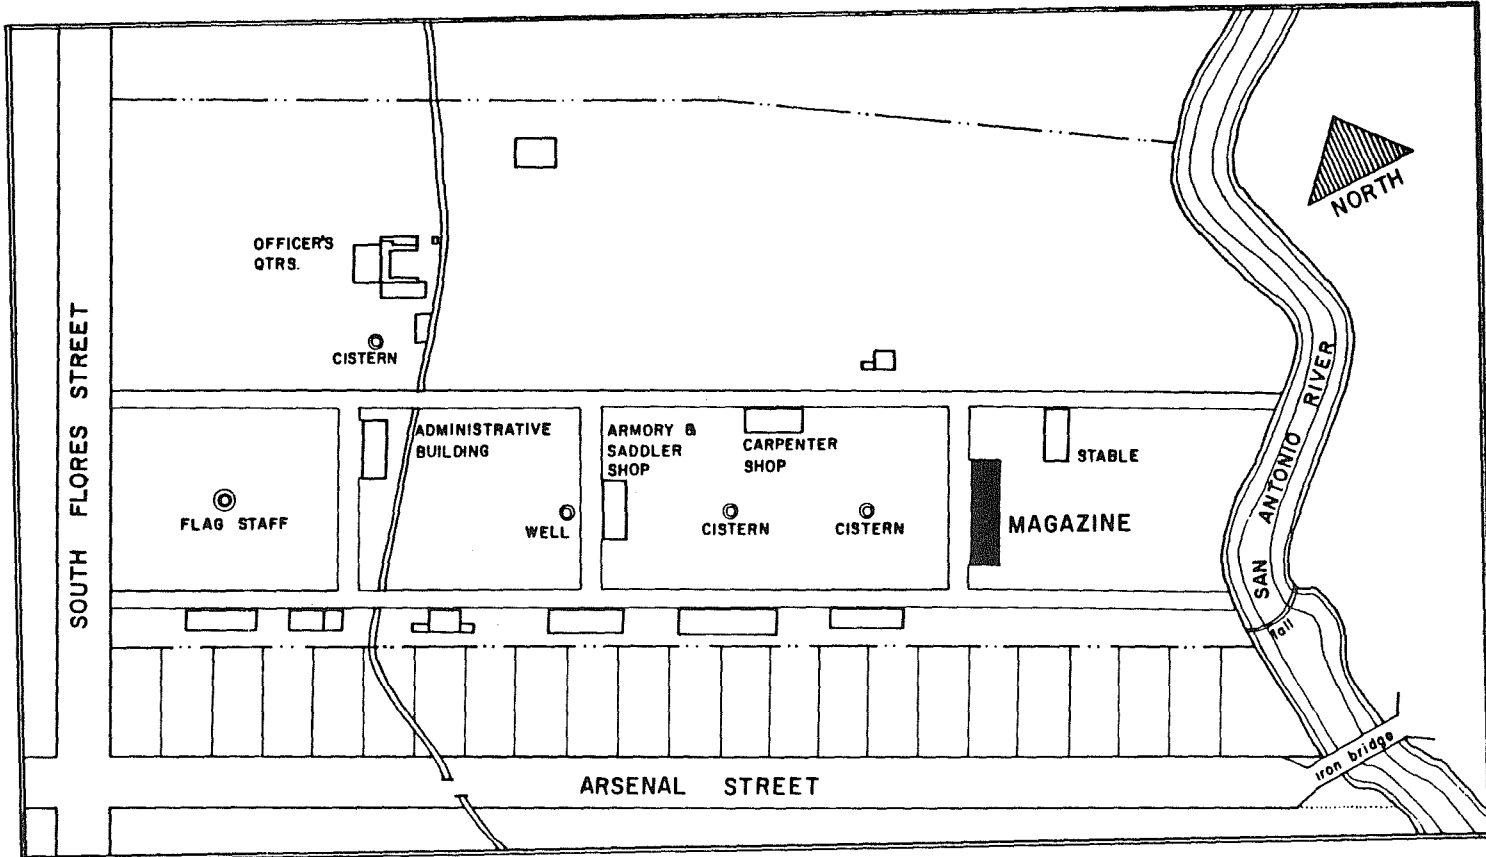 NORTH
OFFICER'S
QTRS.
CISTERN
SOUTH FLORES STREET
SAN ANTONIO RIVER
ADMINISTRATIVE
BUILDING
ARMORY &
SADDLER
SHOP
CARPENTER
SHOP
STABLE
FLAG STAFF
WELL
CISTERN
CISTERN
MAGAZINE
Fall
Iron bridge
ARSENAL STREET